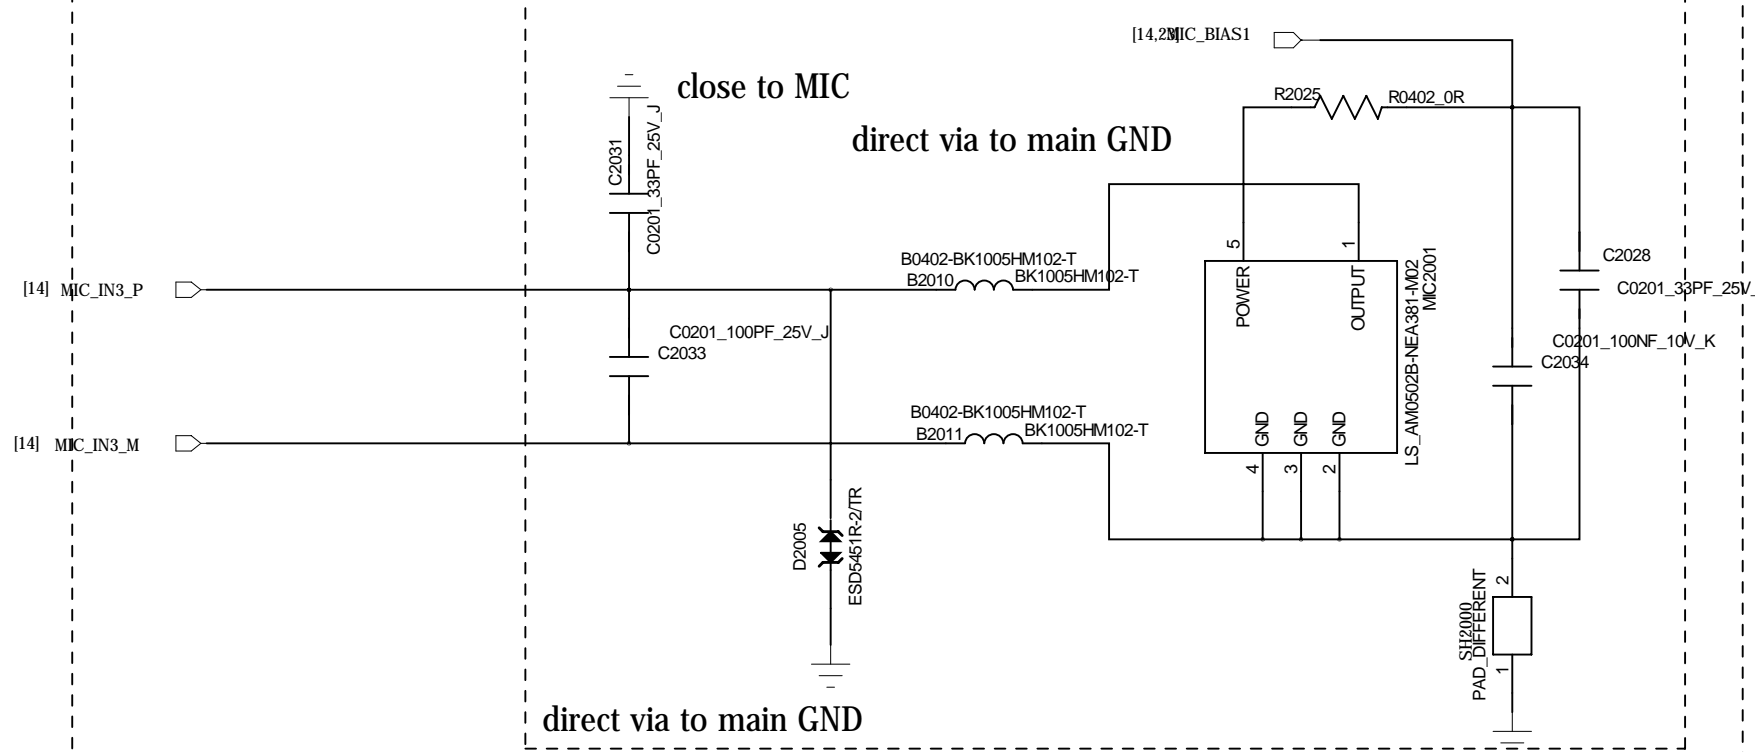 [14,23]MIC_BIAS1
close to MIC
R2025
R0402_0R
direct via to main GND
C2031
C0201_33PF_25V_J
5
1
POWER
OUTPUT
LS_AM0502B-NEA381-M02
MIC2001
C2028
C0201_33PF_25V_
B0402-BK1005HM102-T
B2010
BK1005HM102-T
[14] MIC_IN3_P
C0201_100PF_25V_J
C2033
C0201_100NF_10V_K
C2034
B0402-BK1005HM102-T
B2011
BK1005HM102-T
[14] MIC_IN3_M
GND
GND
GND
4
3
2
D2005
ESD5451R-2/TR
2
SH2000
PAD_DIFFERENT
1
direct via to main GND